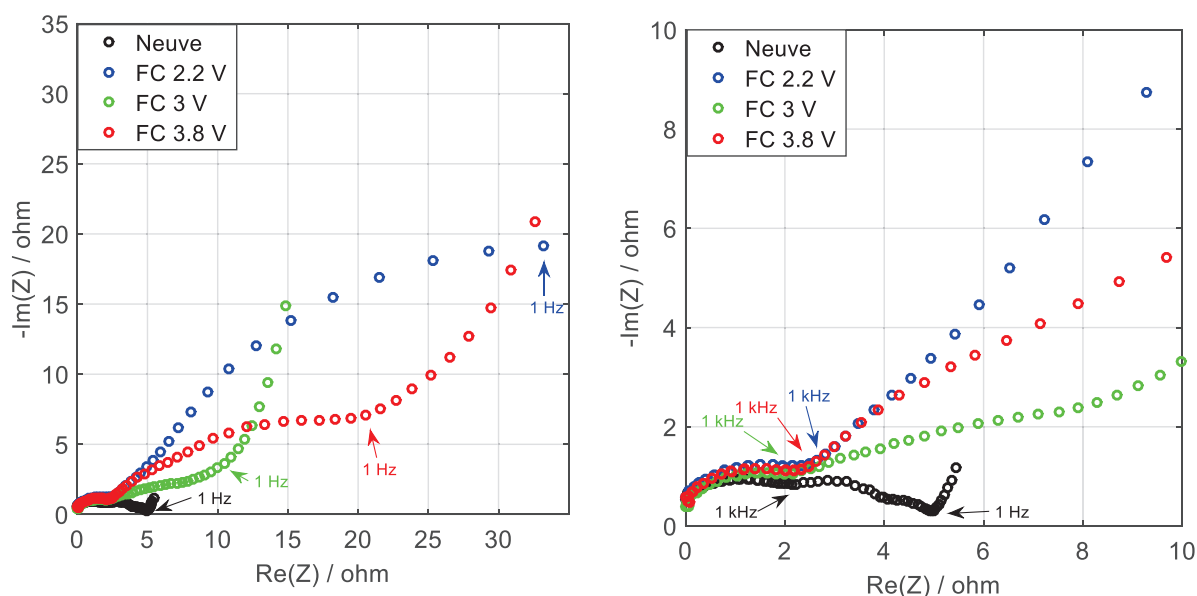 35
30
25
20
15
10
5
0
-Im(Z) / ohm
Neuve
FC 2.2 V
FC 3 V
FC 3.8 V
1 Hz
1 Hz
1 Hz
1 Hz
0 5 10 15 20 25 30
Re(Z) / ohm
10
8
6
4
2
0
-Im(Z) / ohm
Neuve
FC 2.2 V
FC 3 V
FC 3.8 V
1 kHz
1 kHz
1 kHz
1 kHz
1 Hz
0 2 4 6 8 10
Re(Z) / ohm